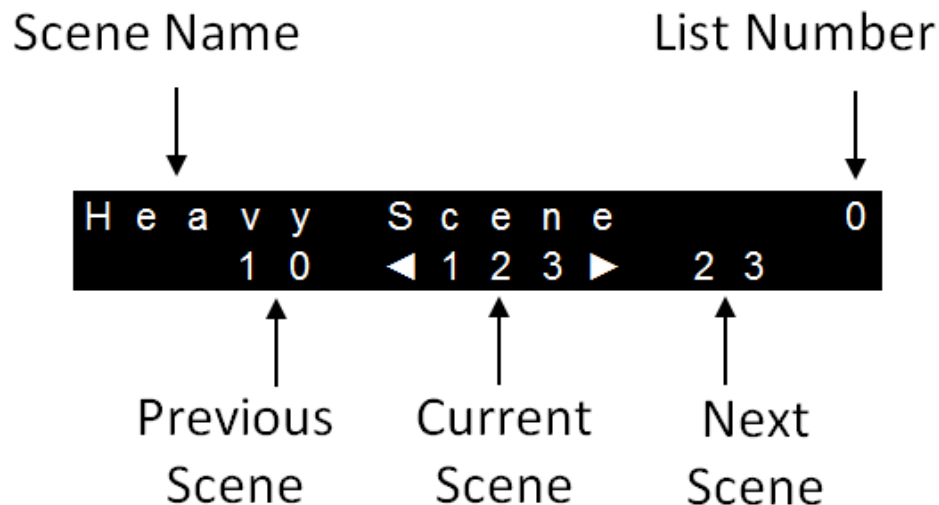 Scene Name List Number
Heavy Scene 0
10 ◀123▶ 23
Previous Current Next
Scene Scene Scene